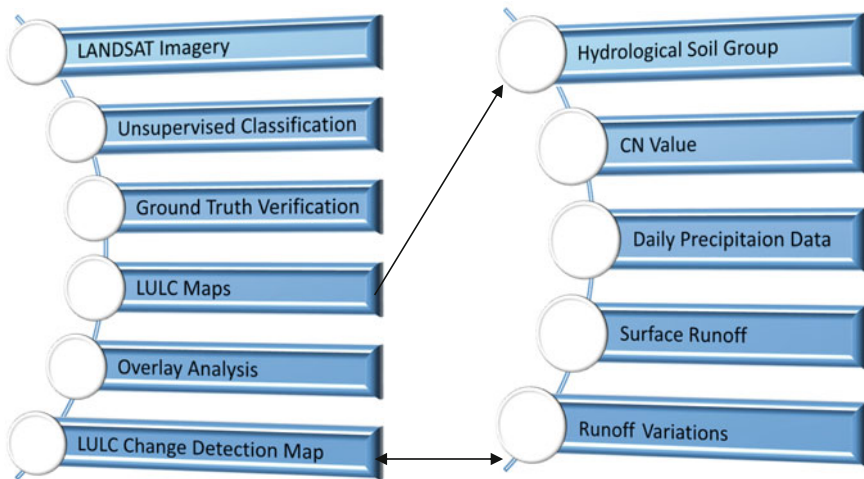 LANDSAT Imagery
Unsupervised Classification
Ground Truth Verification
LULC Maps
Overlay Analysis
LULC Change Detection Map
Hydrological Soil Group
CN Value
Daily Precipitaion Data
Surface Runoff
Runoff Variations